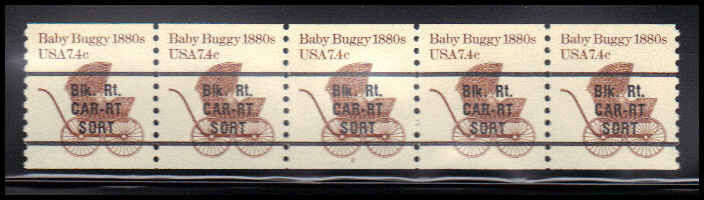 Baby Buggy 1880s Baby Buggy 1880s Baby Buggy 1880s Baby Buggy 1880s Baby Buggy 1880s
USA 7.4c USA 7.4c USA 7.4c USA 7.4c USA 7.4c
Blk. Rt. Blk. Rt. Blk. Rt. Blk. Rt. Blk. Rt.
CAR-RT CAR-RT CAR-RT CAR-RT CAR-RT
SORT SORT SORT SORT SORT